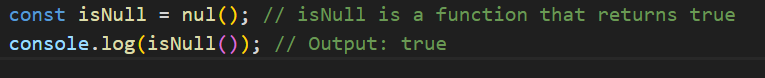 const isNull = nul(); // isNull is a function that returns true
console.log(isNull()); // Output: true